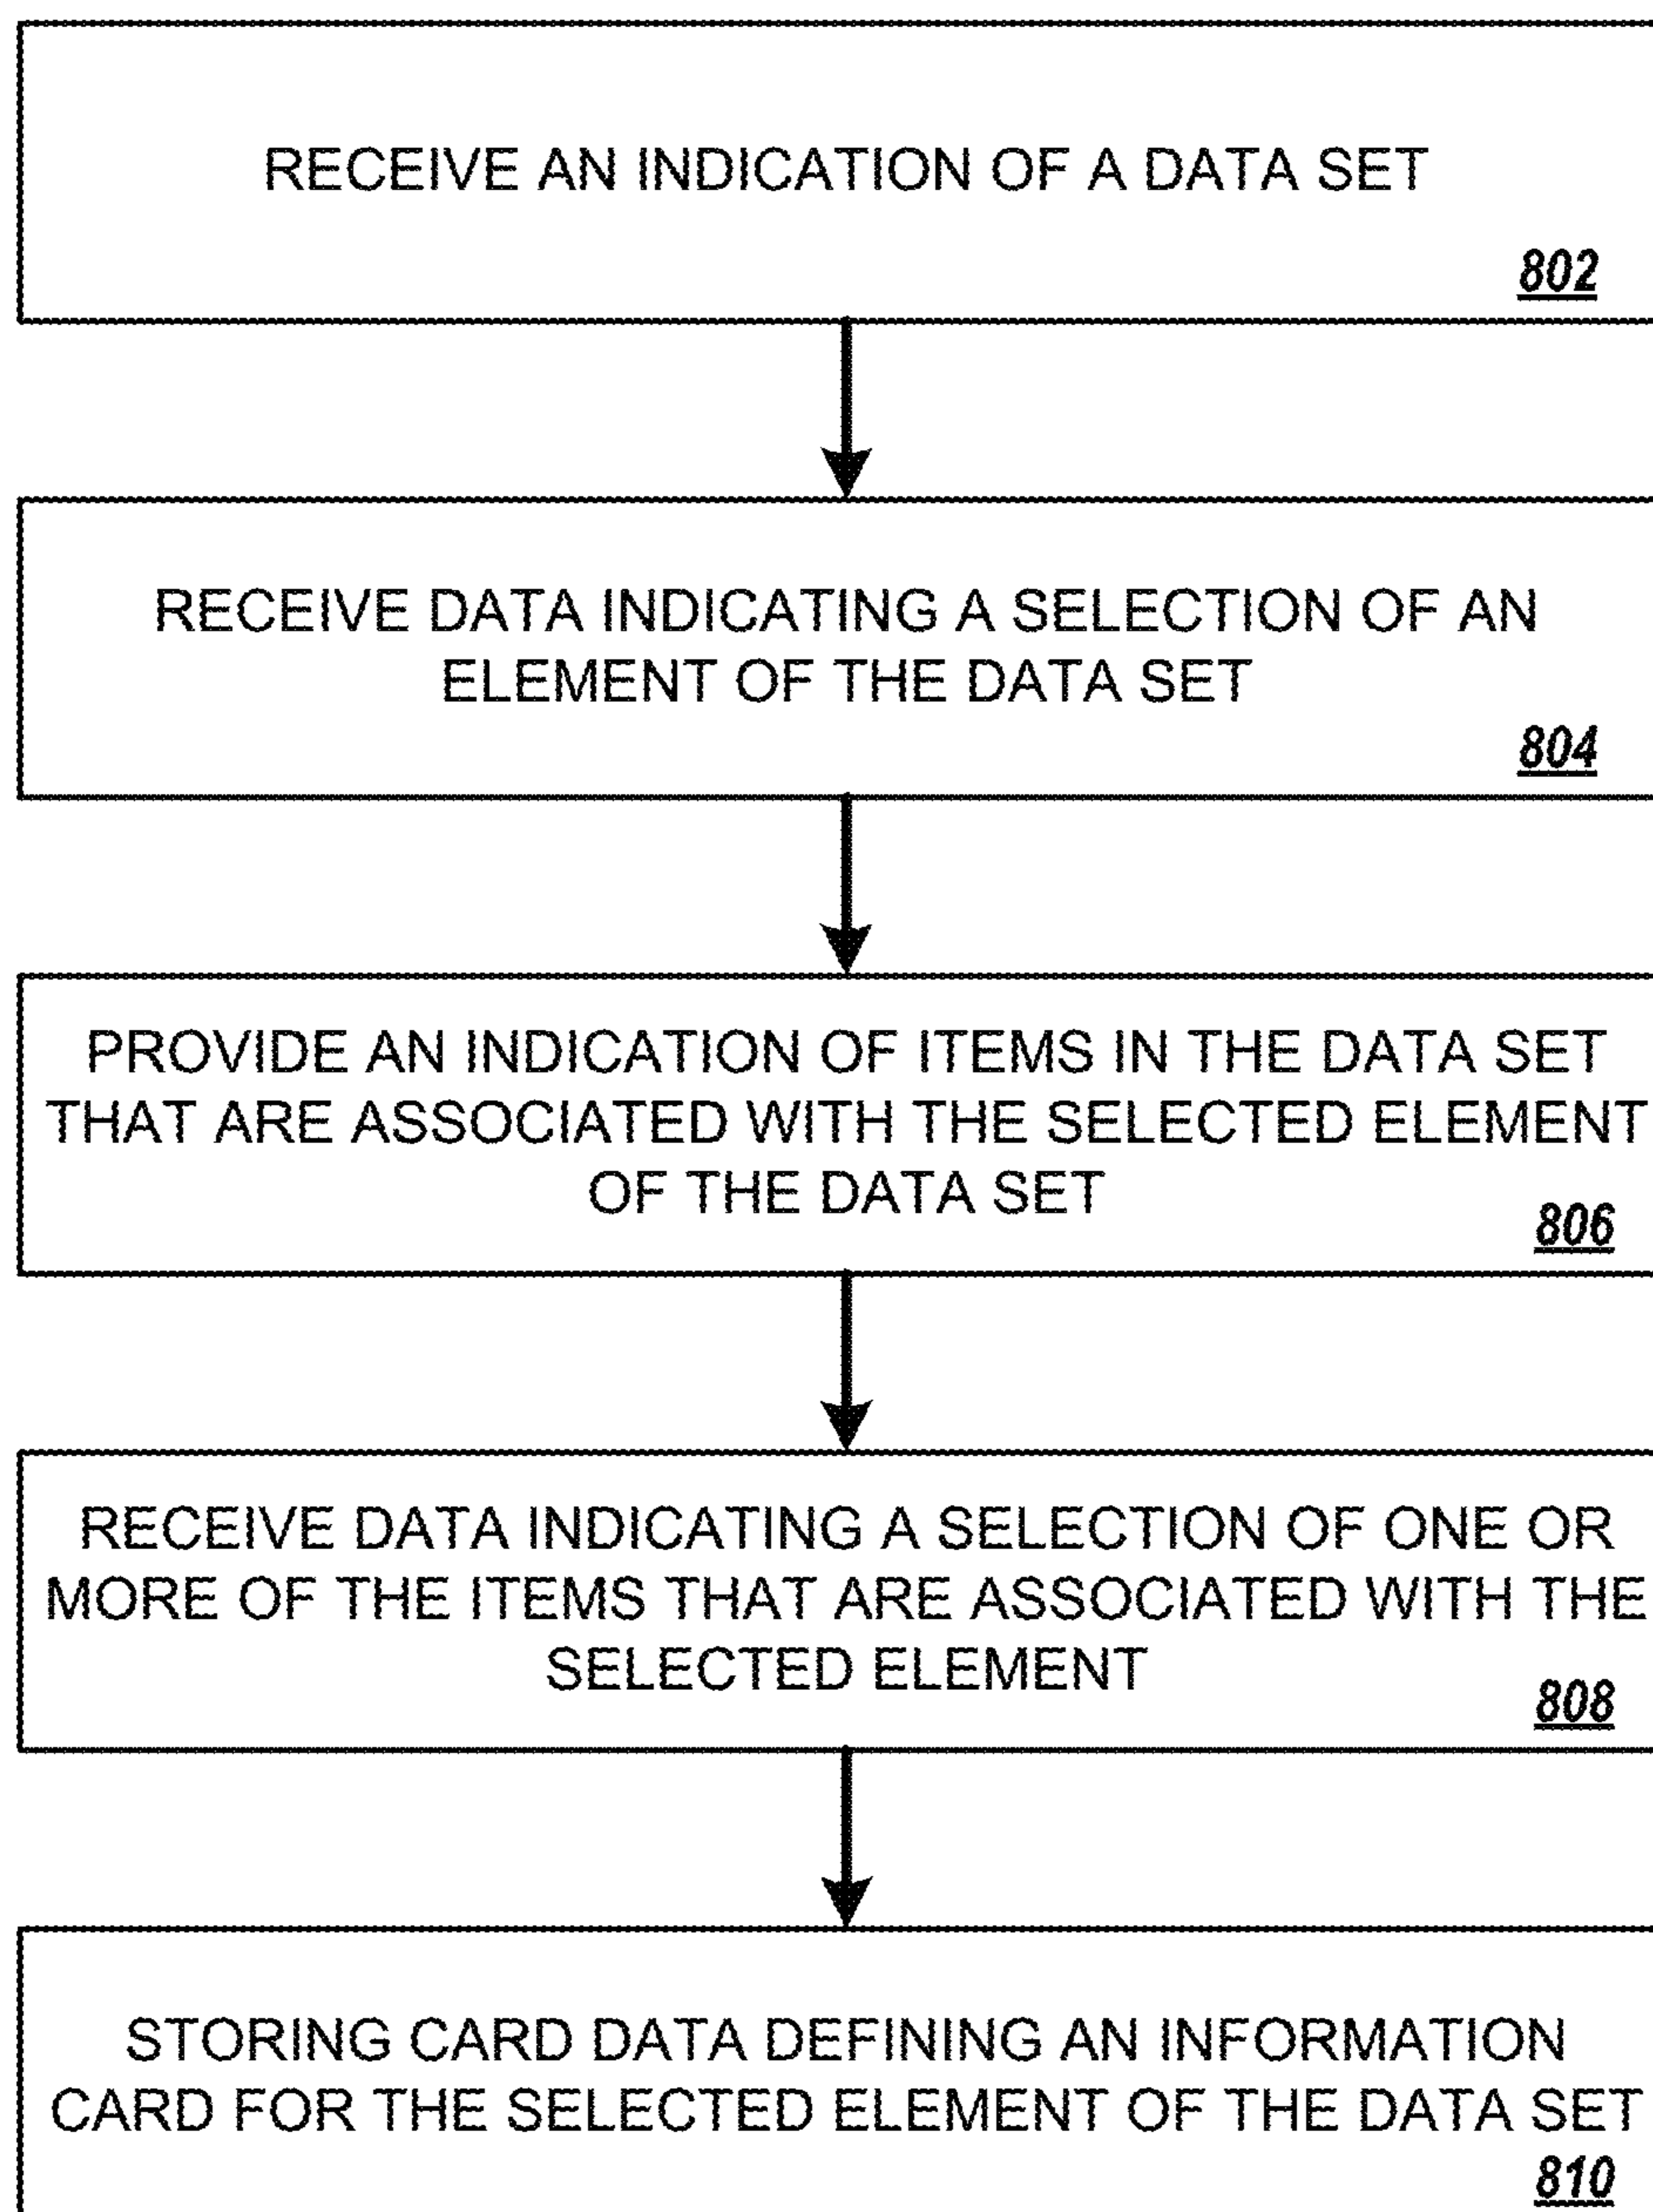 RECEIVE AN INDICATION OF A DATA SET
802
RECEIVE DATA INDICATING A SELECTION OF AN
ELEMENT OF THE DATA SET
804
PROVIDE AN INDICATION OF ITEMS IN THE DATA SET
THAT ARE ASSOCIATED WITH THE SELECTED ELEMENT
OF THE DATA SET
806
RECEIVE DATA INDICATING A SELECTION OF ONE OR
MORE OF THE ITEMS THAT ARE ASSOCIATED WITH THE
SELECTED ELEMENT
808
STORING CARD DATA DEFINING AN INFORMATION
CARD FOR THE SELECTED ELEMENT OF THE DATA SET
810